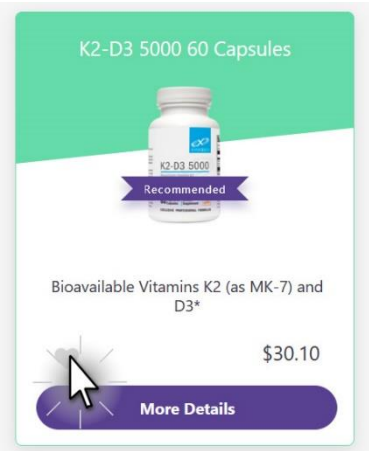 K2-D3 5000 60 Capsules
K2-D3 5000
Recommended
Bioavailable Vitamins K2 (as MK-7) and
D3*
$30.10
More Details